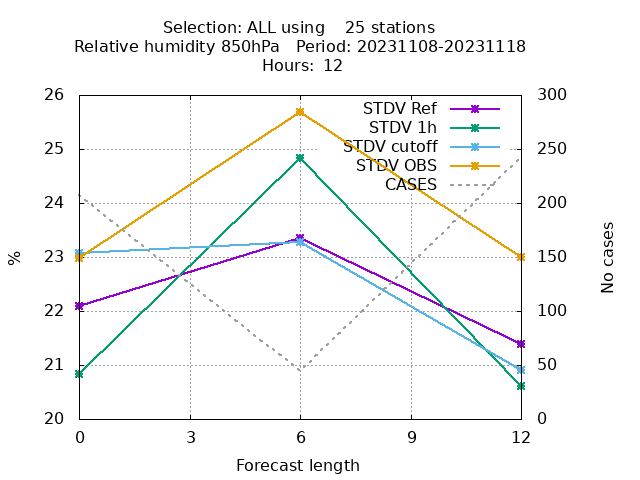 Selection: ALL using    25 stations
Relative humidity 850hPa   Period: 20231108-20231118
Hours:  12
STDV Ref
STDV 1h
STDV cutoff
STDV OBS
CASES
26
25
24
23
22
21
20
%
300
250
200
150
100
50
0
No cases
0 3 6 9 12
Forecast length